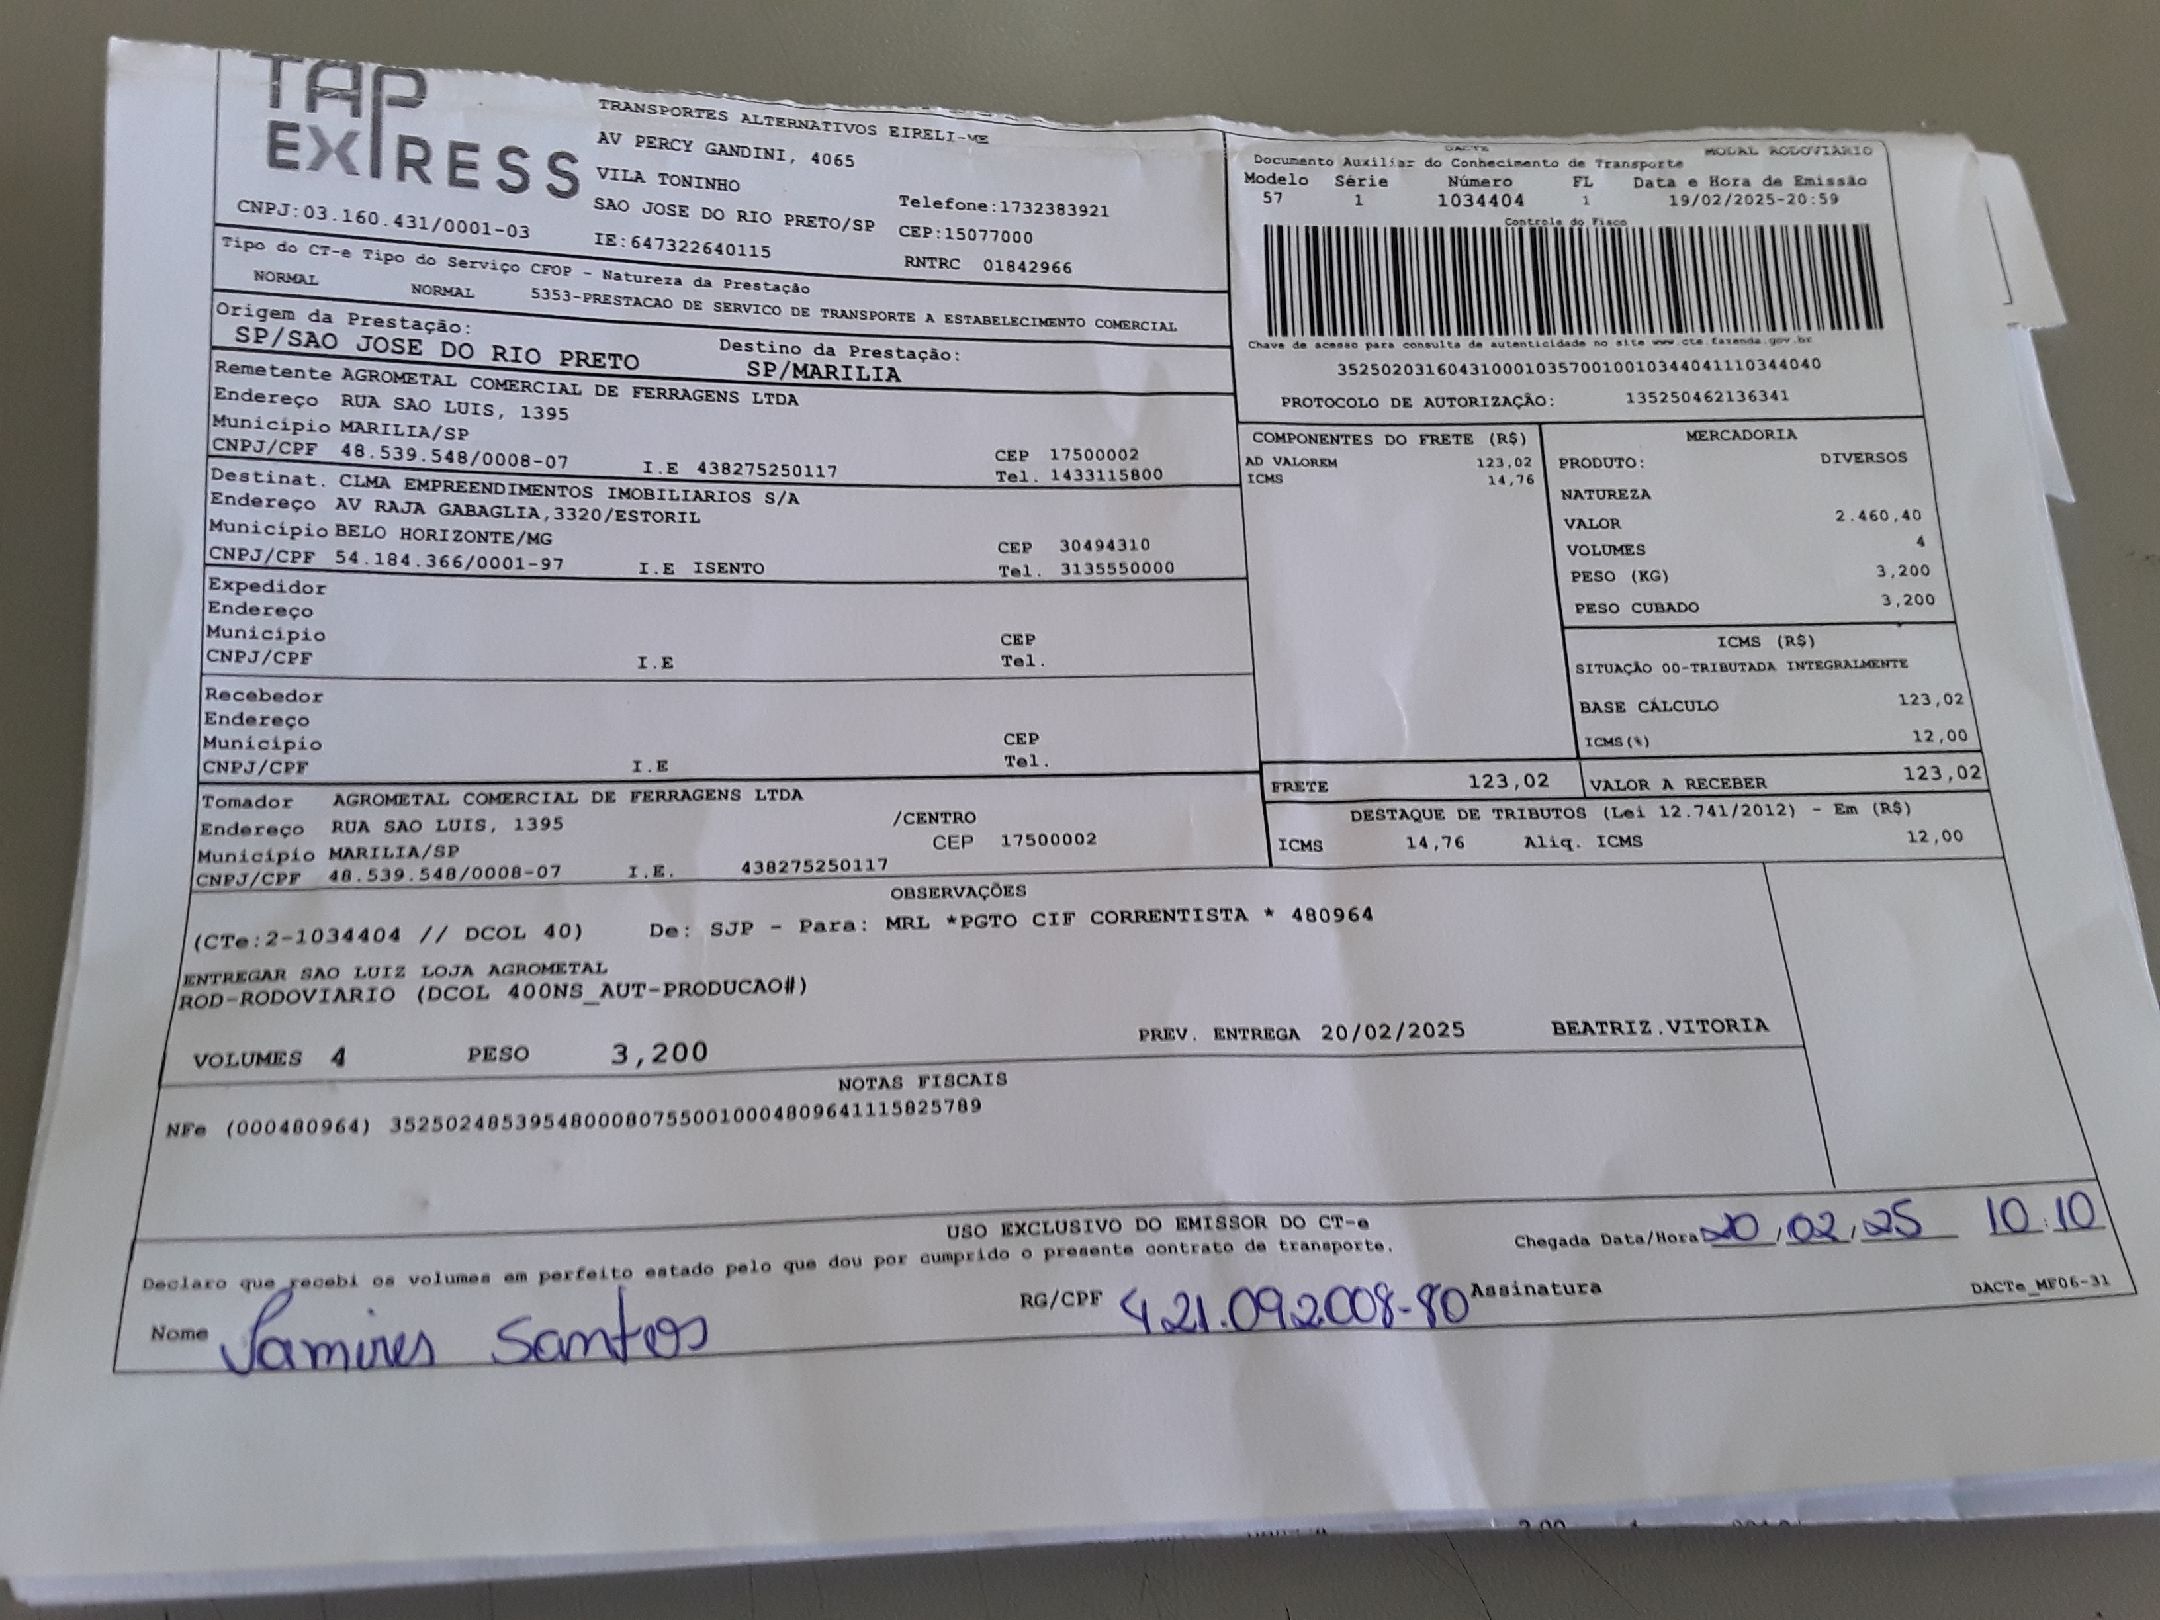 TAP
EXPRESS
TRANSPORTES ALTERNATIVOS EIRELI-ME
AV PERCY GANDINI, 4065
VILA TONINHO
SAO JOSE DO RIO PRETO/SP
Telefone:1732383921
CNPJ:03.160.431/0001-03
IE:647322640115
CEP:15077000
RNTRC 01842966
Tipo do CT-e Tipo do Serviço CFOP - Natureza da Prestação
NORMAL NORMAL 5353-PRESTACAO DE SERVICO DE TRANSPORTE A ESTABELECIMENTO COMERCIAL
Origem da Prestação:
SP/SAO JOSE DO RIO PRETO
Destino da Prestação:
SP/MARILIA
DACTE
MODAL RODOVIÁRIO
Documento Auxiliar do Conhecimento de Transporte
Modelo Série Número FL Data e Hora de Emissão
57 1 1034404 1 19/02/2025-20:59
Controle do Fisco
Chave de acesso para consulta de autenticidade no site www.cte.fazenda.gov.br
35250203160431000103570010010344041110344040
PROTOCOLO DE AUTORIZAÇÃO: 135250462136341
Remetente AGROMETAL COMERCIAL DE FERRAGENS LTDA
Endereço RUA SAO LUIS, 1395
Município MARILIA/SP CEP 17500002
CNPJ/CPF 48.539.548/0008-07 I.E 438275250117 Tel. 1433115800
Destinat. CLMA EMPREENDIMENTOS IMOBILIARIOS S/A
Endereço AV RAJA GABAGLIA,3320/ESTORIL
Município BELO HORIZONTE/MG CEP 30494310
CNPJ/CPF 54.184.366/0001-97 I.E ISENTO Tel. 3135550000
Expedidor
Endereço
Município CEP
CNPJ/CPF I.E Tel.
Recebedor
Endereço
Município CEP
CNPJ/CPF I.E Tel.
Tomador AGROMETAL COMERCIAL DE FERRAGENS LTDA
Endereço RUA SAO LUIS, 1395 /CENTRO
Município MARILIA/SP CEP 17500002
CNPJ/CPF 48.539.548/0008-07 I.E. 438275250117
COMPONENTES DO FRETE (R$)
AD VALOREM 123,02
ICMS 14,76
MERCADORIA
PRODUTO: DIVERSOS
NATUREZA
VALOR 2.460,40
VOLUMES 4
PESO (KG) 3,200
PESO CUBADO 3,200
ICMS (R$)
SITUAÇÃO 00-TRIBUTADA INTEGRALMENTE
BASE CÁLCULO 123,02
ICMS(%) 12,00
FRETE 123,02 VALOR A RECEBER 123,02
DESTAQUE DE TRIBUTOS (Lei 12.741/2012) - Em (R$)
ICMS 14,76 Aliq. ICMS 12,00
OBSERVAÇÕES
(CTe:2-1034404 // DCOL 40) De: SJP - Para: MRL *PGTO CIF CORRENTISTA * 480964
ENTREGAR SAO LUIZ LOJA AGROMETAL
ROD-RODOVIARIO (DCOL 400NS_AUT-PRODUCAO#)
PREV. ENTREGA 20/02/2025 BEATRIZ.VITORIA
VOLUMES 4 PESO 3,200
NOTAS FISCAIS
NFe (000480964) 35250248539548000807550010004809641115825789
USO EXCLUSIVO DO EMISSOR DO CT-e
Declaro que recebi os volumes em perfeito estado pelo que dou por cumprido o presente contrato de transporte.
Chegada Data/Hora 20/02/25 10:10
Nome Samires Santos RG/CPF 421.092008-80 Assinatura
DACTe_MF06-31